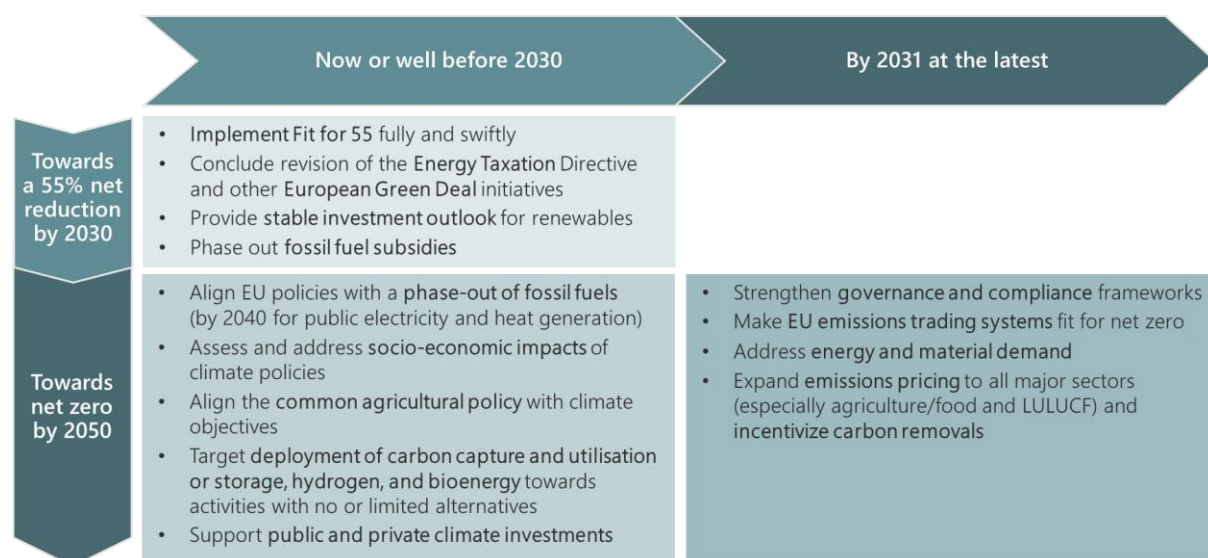 Now or well before 2030
By 2031 at the latest
Towards
a 55% net
reduction
by 2030
• Implement Fit for 55 fully and swiftly
• Conclude revision of the Energy Taxation Directive
and other European Green Deal initiatives
• Provide stable investment outlook for renewables
• Phase out fossil fuel subsidies
Towards
net zero
by 2050
• Align EU policies with a phase-out of fossil fuels
(by 2040 for public electricity and heat generation)
• Assess and address socio-economic impacts of
climate policies
• Align the common agricultural policy with climate
objectives
• Target deployment of carbon capture and utilisation
or storage, hydrogen, and bioenergy towards
activities with no or limited alternatives
• Support public and private climate investments
• Strengthen governance and compliance frameworks
• Make EU emissions trading systems fit for net zero
• Address energy and material demand
• Expand emissions pricing to all major sectors
(especially agriculture/food and LULUCF) and
incentivize carbon removals